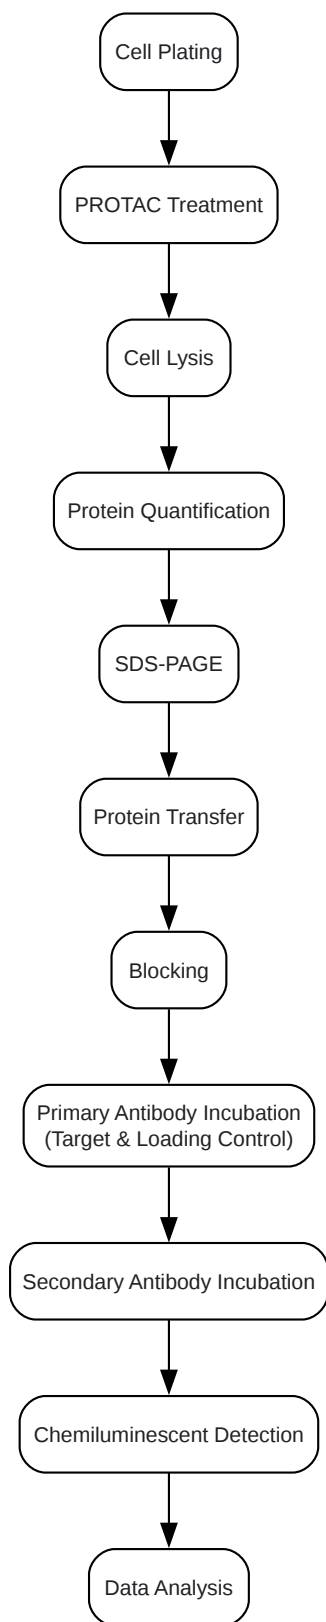 Cell Plating
PROTAC Treatment
Cell Lysis
Protein Quantification
SDS-PAGE
Protein Transfer
Blocking
Primary Antibody Incubation
(Target & Loading Control)
Secondary Antibody Incubation
Chemiluminescent Detection
Data Analysis